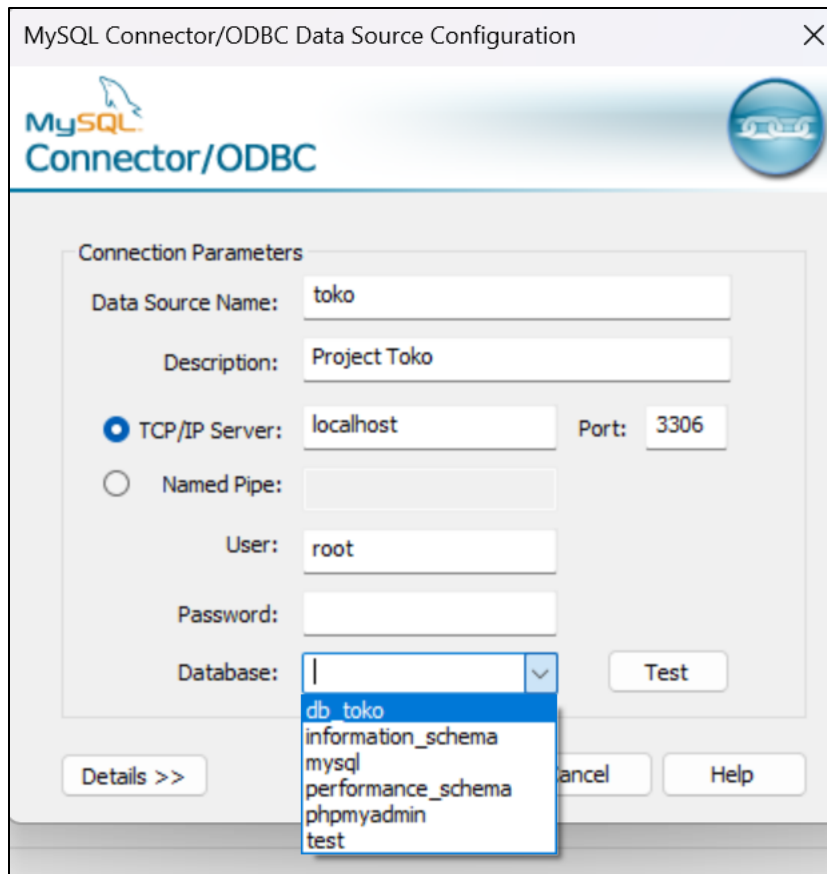 MySQL Connector/ODBC Data Source Configuration
MySQL
Connector/ODBC
Connection Parameters
Data Source Name: toko
Description: Project Toko
TCP/IP Server: localhost Port: 3306
Named Pipe:
User: root
Password:
Database: Test
db_toko
information_schema
mysql
performance_schema
phpmyadmin
test
Details >> Help